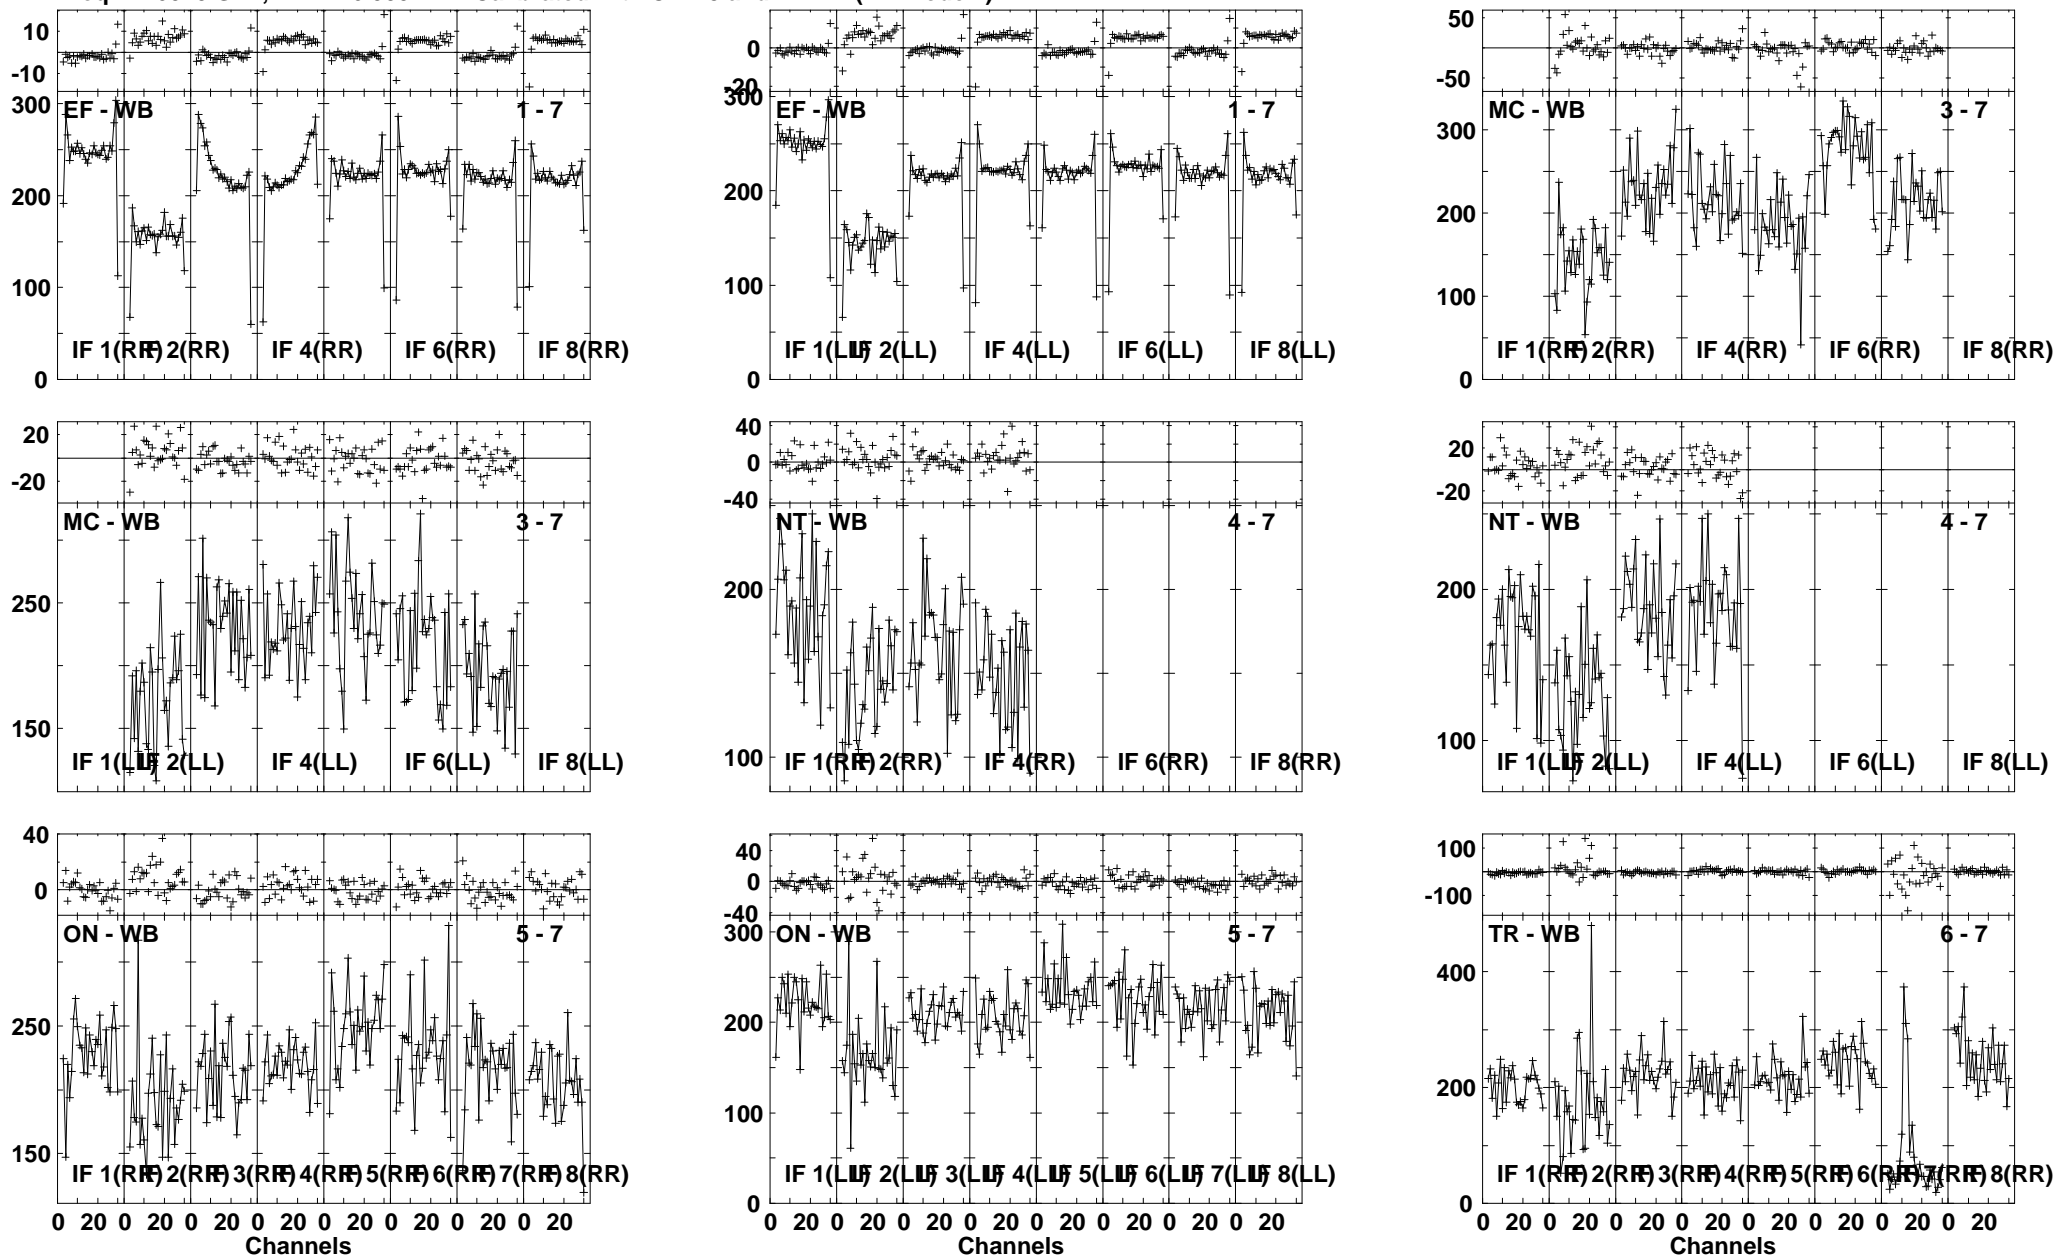 10
0
-10
300
200
100
0
EF - WB 1 - 7
IF 1(RR) IF 2(RR) IF 4(RR) IF 6(RR) IF 8(RR)
0
-20
300
200
100
0
EF - WB 1 - 7
IF 1(LL) IF 2(LL) IF 4(LL) IF 6(LL) IF 8(LL)
50
0
-50
300
200
100
0
MC - WB 3 - 7
IF 1(RR) IF 2(RR) IF 4(RR) IF 6(RR) IF 8(RR)
20
0
-20
250
150
MC - WB 3 - 7
IF 1(LL) IF 2(LL) IF 4(LL) IF 6(LL) IF 8(LL)
40
0
-40
200
100
NT - WB 4 - 7
IF 1(RR) IF 2(RR) IF 4(RR) IF 6(RR) IF 8(RR)
20
0
-20
200
100
NT - WB 4 - 7
IF 1(LL) IF 2(LL) IF 4(LL) IF 6(LL) IF 8(LL)
40
0
250
150
ON - WB 5 - 7
IF 1(RR) IF 2(RR) IF 3(RR) IF 4(RR) IF 5(RR) IF 6(RR) IF 7(RR) IF 8(RR)
0 20 0 20 0 20 0 20 0 20 0 20 0 20 0 20
Channels
40
0
-40
300
200
100
0
ON - WB 5 - 7
IF 1(LL) IF 2(LL) IF 3(LL) IF 4(LL) IF 5(LL) IF 6(LL) IF 7(LL) IF 8(LL)
0 20 0 20 0 20 0 20 0 20 0 20 0 20 0 20
Channels
100
-100
400
200
0
TR - WB 6 - 7
IF 1(RR) IF 2(RR) IF 3(RR) IF 4(RR) IF 5(RR) IF 6(RR) IF 7(RR) IF 8(RR)
0 20 0 20 0 20 0 20 0 20 0 20 0 20 0 20
Channels